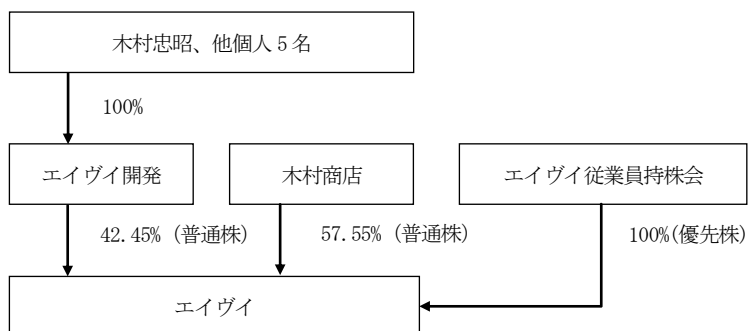 木村忠昭、他個人5名
100%
エイヴイ開発
木村商店
エイヴイ従業員持株会
42.45% (普通株)
57.55% (普通株)
100%(優先株)
エイヴイ